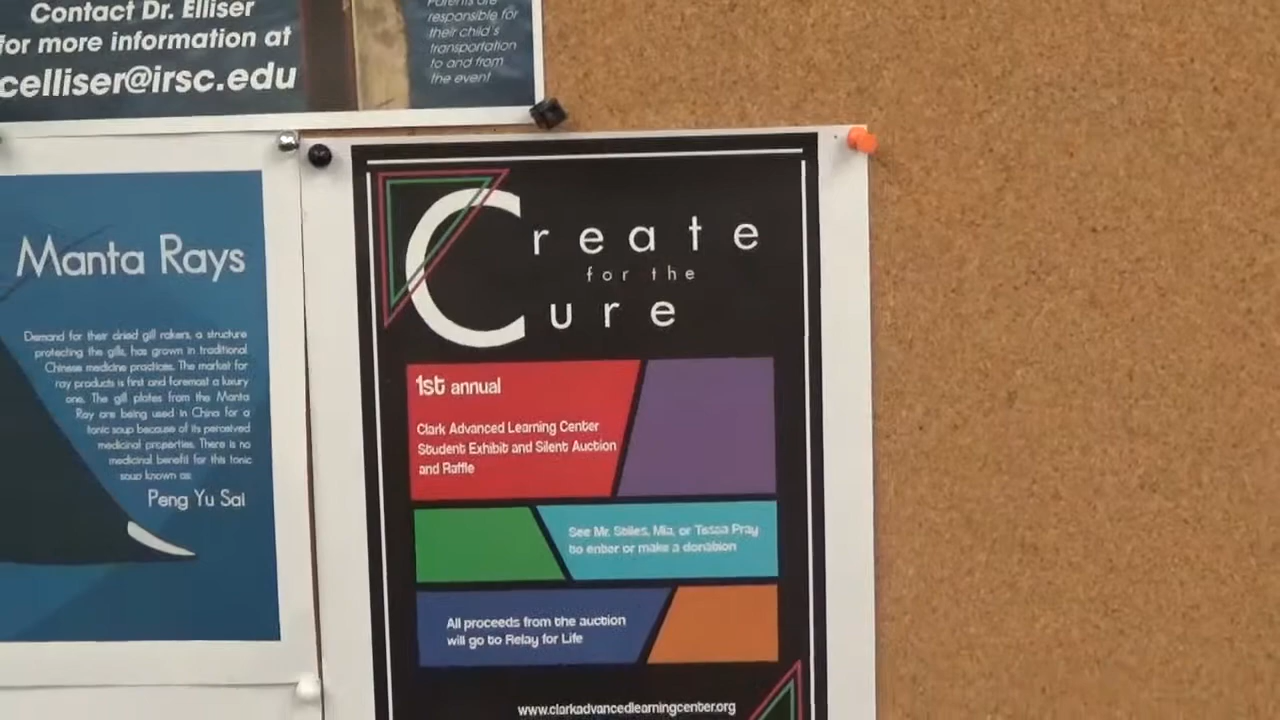 Contact Dr. Elliser
for more information at
celliser@irsc.edu
Parents are
responsible for
their child's
transportation
to and from
the event
Manta Rays
Demand for their dried gill rakers, a structure
protecting the gills, has grown in traditional
Chinese medicine practices. The market for
ray products is first and foremost a luxury
one. The gill plates from the Manta
Ray are being used in China for a
tonic soup because of its perceived
medicinal properties. There is no
medicinal benefit for this tonic
soup known as:
Peng Yu Sai
Create
for the
Cure
1st annual
Clark Advanced Learning Center
Student Exhibit and Silent Auction
and Raffle
See Mr. Stiles, Mia, or Tessa Pray
to enter or make a donation
All proceeds from the auction
will go to Relay for Life
www.clarkadvancedlearningcenter.org